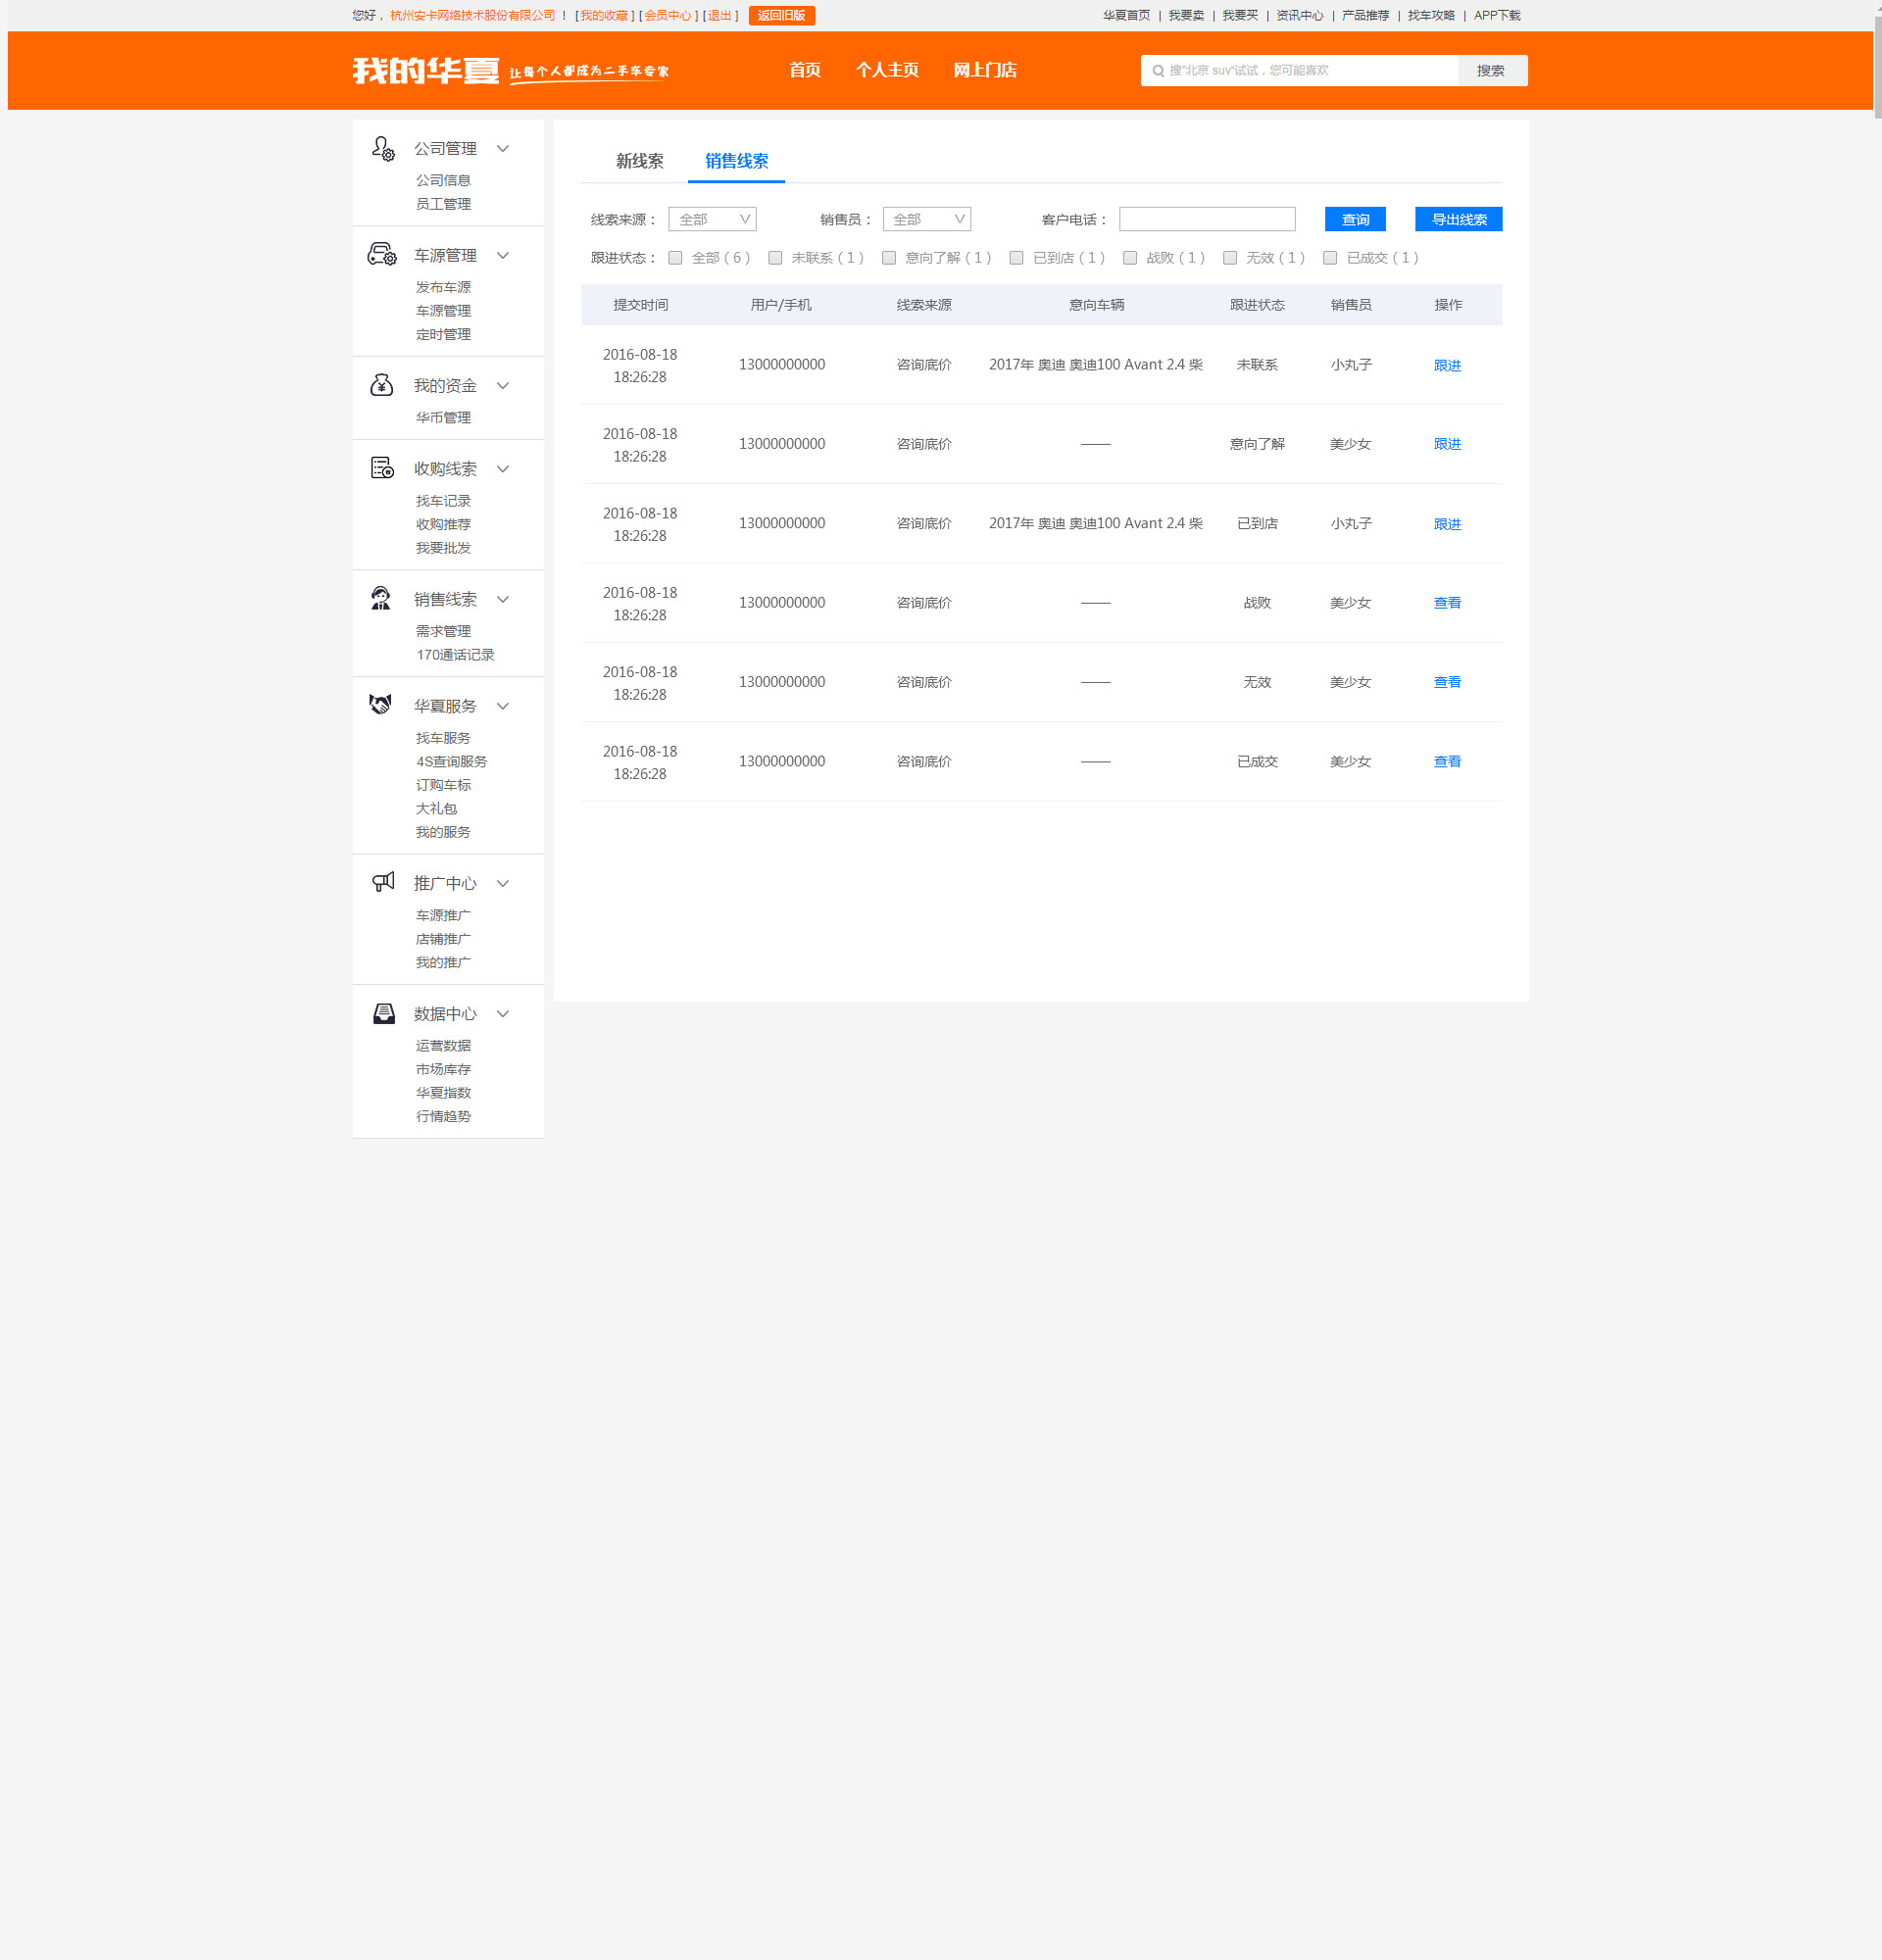 您好，杭州安卡网络技术股份有限公司！ [我的收藏] [会员中心] [退出] 返回旧版
华夏首页 | 我要卖 | 我要买 | 资讯中心 | 产品推荐 | 找车攻略 | APP下载
我的华夏 让每个人都成为二手车专家
首页 个人主页 网上门店
搜"北京 suv"试试，您可能喜欢 搜索
公司管理
公司信息
员工管理
车源管理
发布车源
车源管理
定时管理
我的资金
华币管理
收购线索
找车记录
收购推荐
我要批发
销售线索
需求管理
170通话记录
华夏服务
找车服务
4S查询服务
订购车标
大礼包
我的服务
推广中心
车源推广
店铺推广
我的推广
数据中心
运营数据
市场库存
华夏指数
行情趋势
新线索 销售线索
线索来源： 全部 销售员： 全部 客户电话： 查询 导出线索
跟进状态： 全部（6） 未联系（1） 意向了解（1） 已到店（1） 战败（1） 无效（1） 已成交（1）
提交时间 用户/手机 线索来源 意向车辆 跟进状态 销售员 操作
2016-08-18
18:26:28
13000000000 咨询底价 2017年 奥迪 奥迪100 Avant 2.4 柴 未联系 小丸子 跟进
2016-08-18
18:26:28
13000000000 咨询底价 —— 意向了解 美少女 跟进
2016-08-18
18:26:28
13000000000 咨询底价 2017年 奥迪 奥迪100 Avant 2.4 柴 已到店 小丸子 跟进
2016-08-18
18:26:28
13000000000 咨询底价 —— 战败 美少女 查看
2016-08-18
18:26:28
13000000000 咨询底价 —— 无效 美少女 查看
2016-08-18
18:26:28
13000000000 咨询底价 —— 已成交 美少女 查看